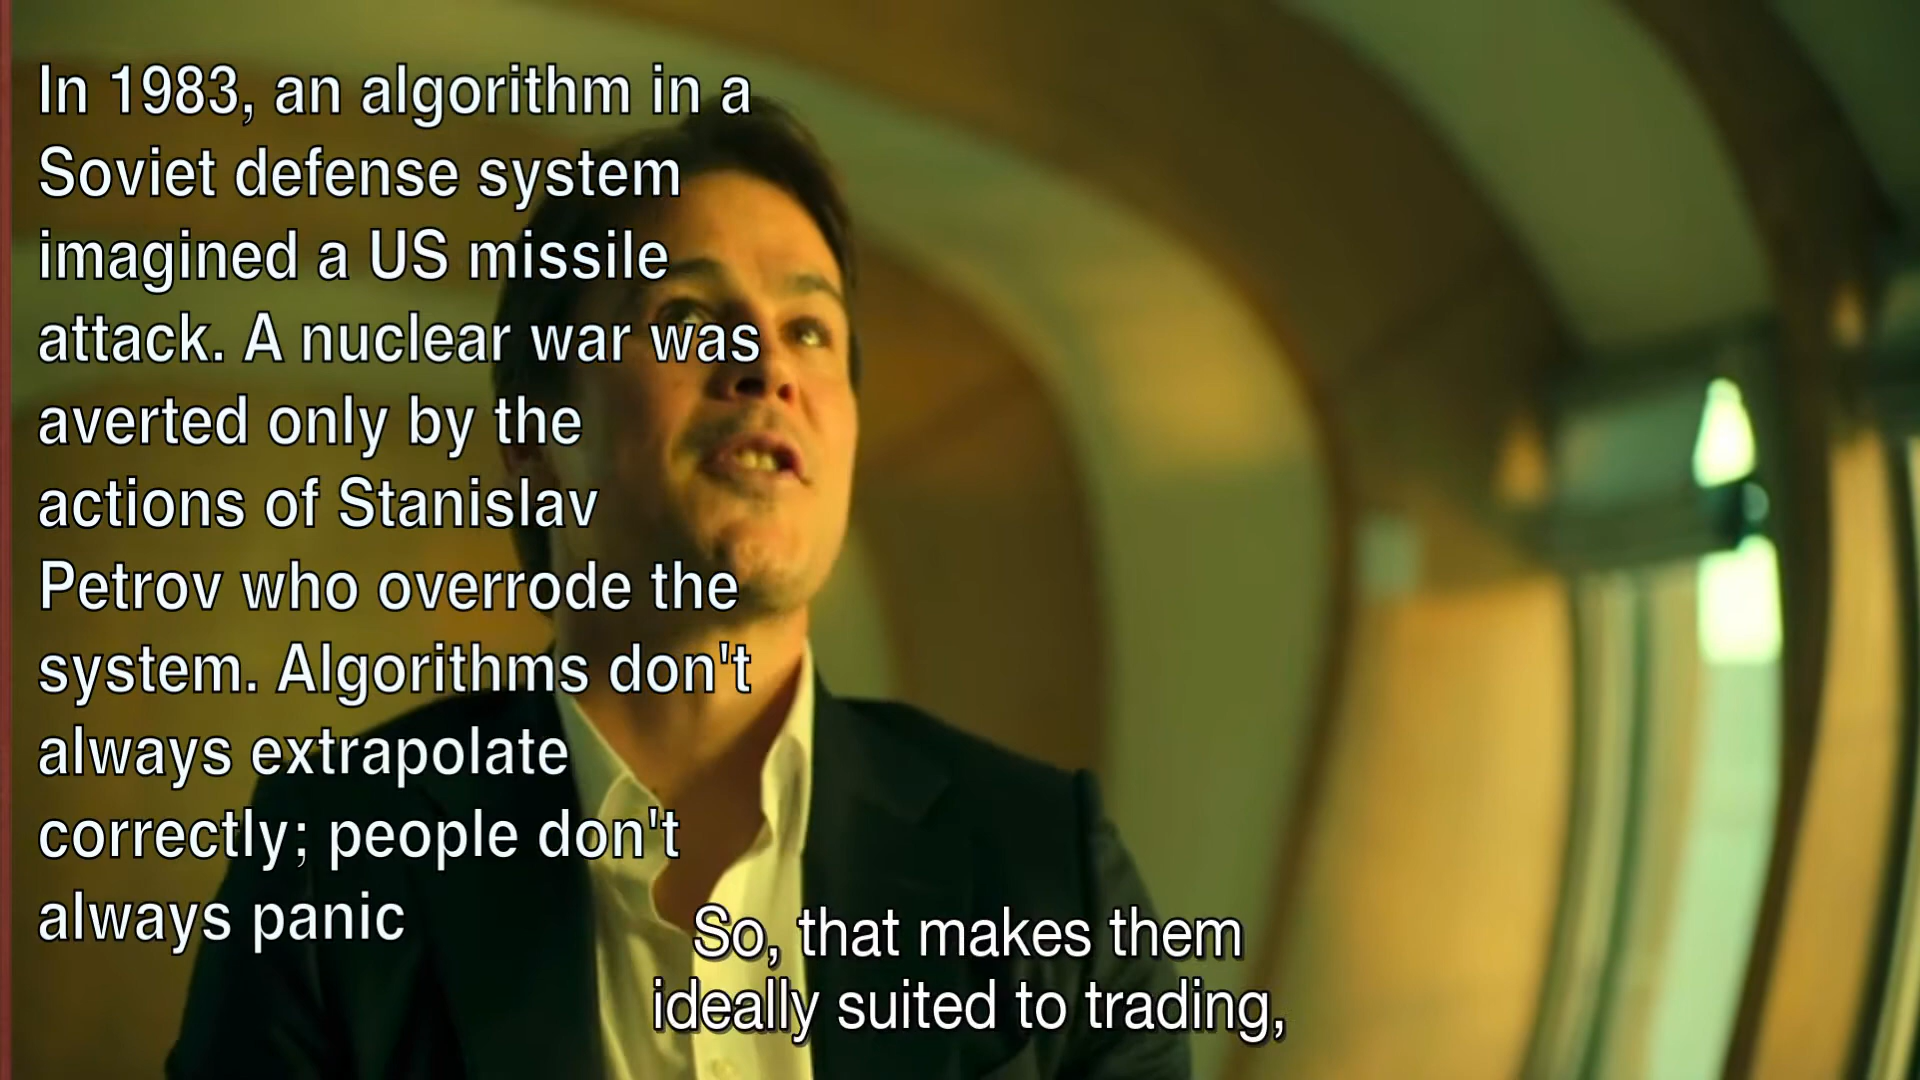 In 1983, an algorithm in a
Soviet defense system
imagined a US missile
attack. A nuclear war was
averted only by the
actions of Stanislav
Petrov who overrode the
system. Algorithms don't
always extrapolate
correctly; people don't
always panic
So, that makes them
ideally suited to trading,